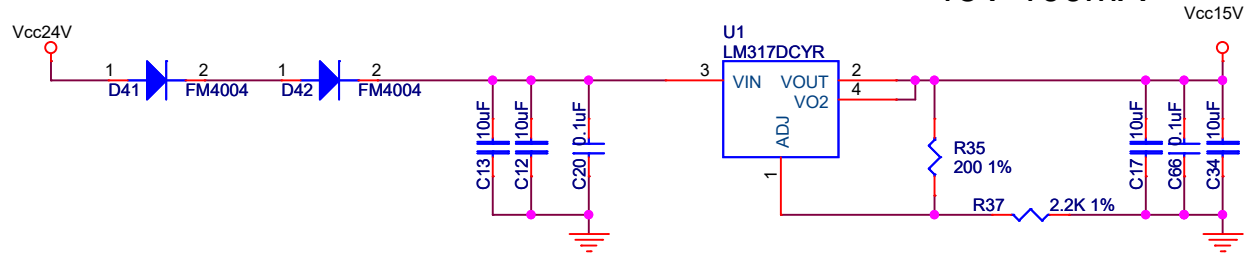 Vcc15V
Vcc24V
U1
LM317DCYR
1
2
1
2
3
VIN
VOUT
2
VO2
4
D41
FM4004
D42
FM4004
ADJ
1
C13
10uF
C12
10uF
C20
0.1uF
R35
200 1%
R37
2.2K 1%
C17
10uF
C66
0.1uF
C34
10uF